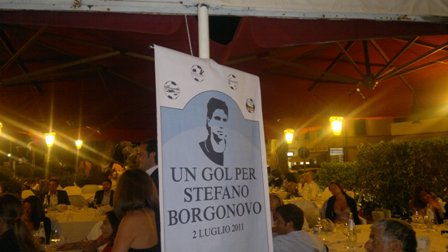 UN GOL PER
STEFANO
BORGONOVO
2 LUGLIO 2011